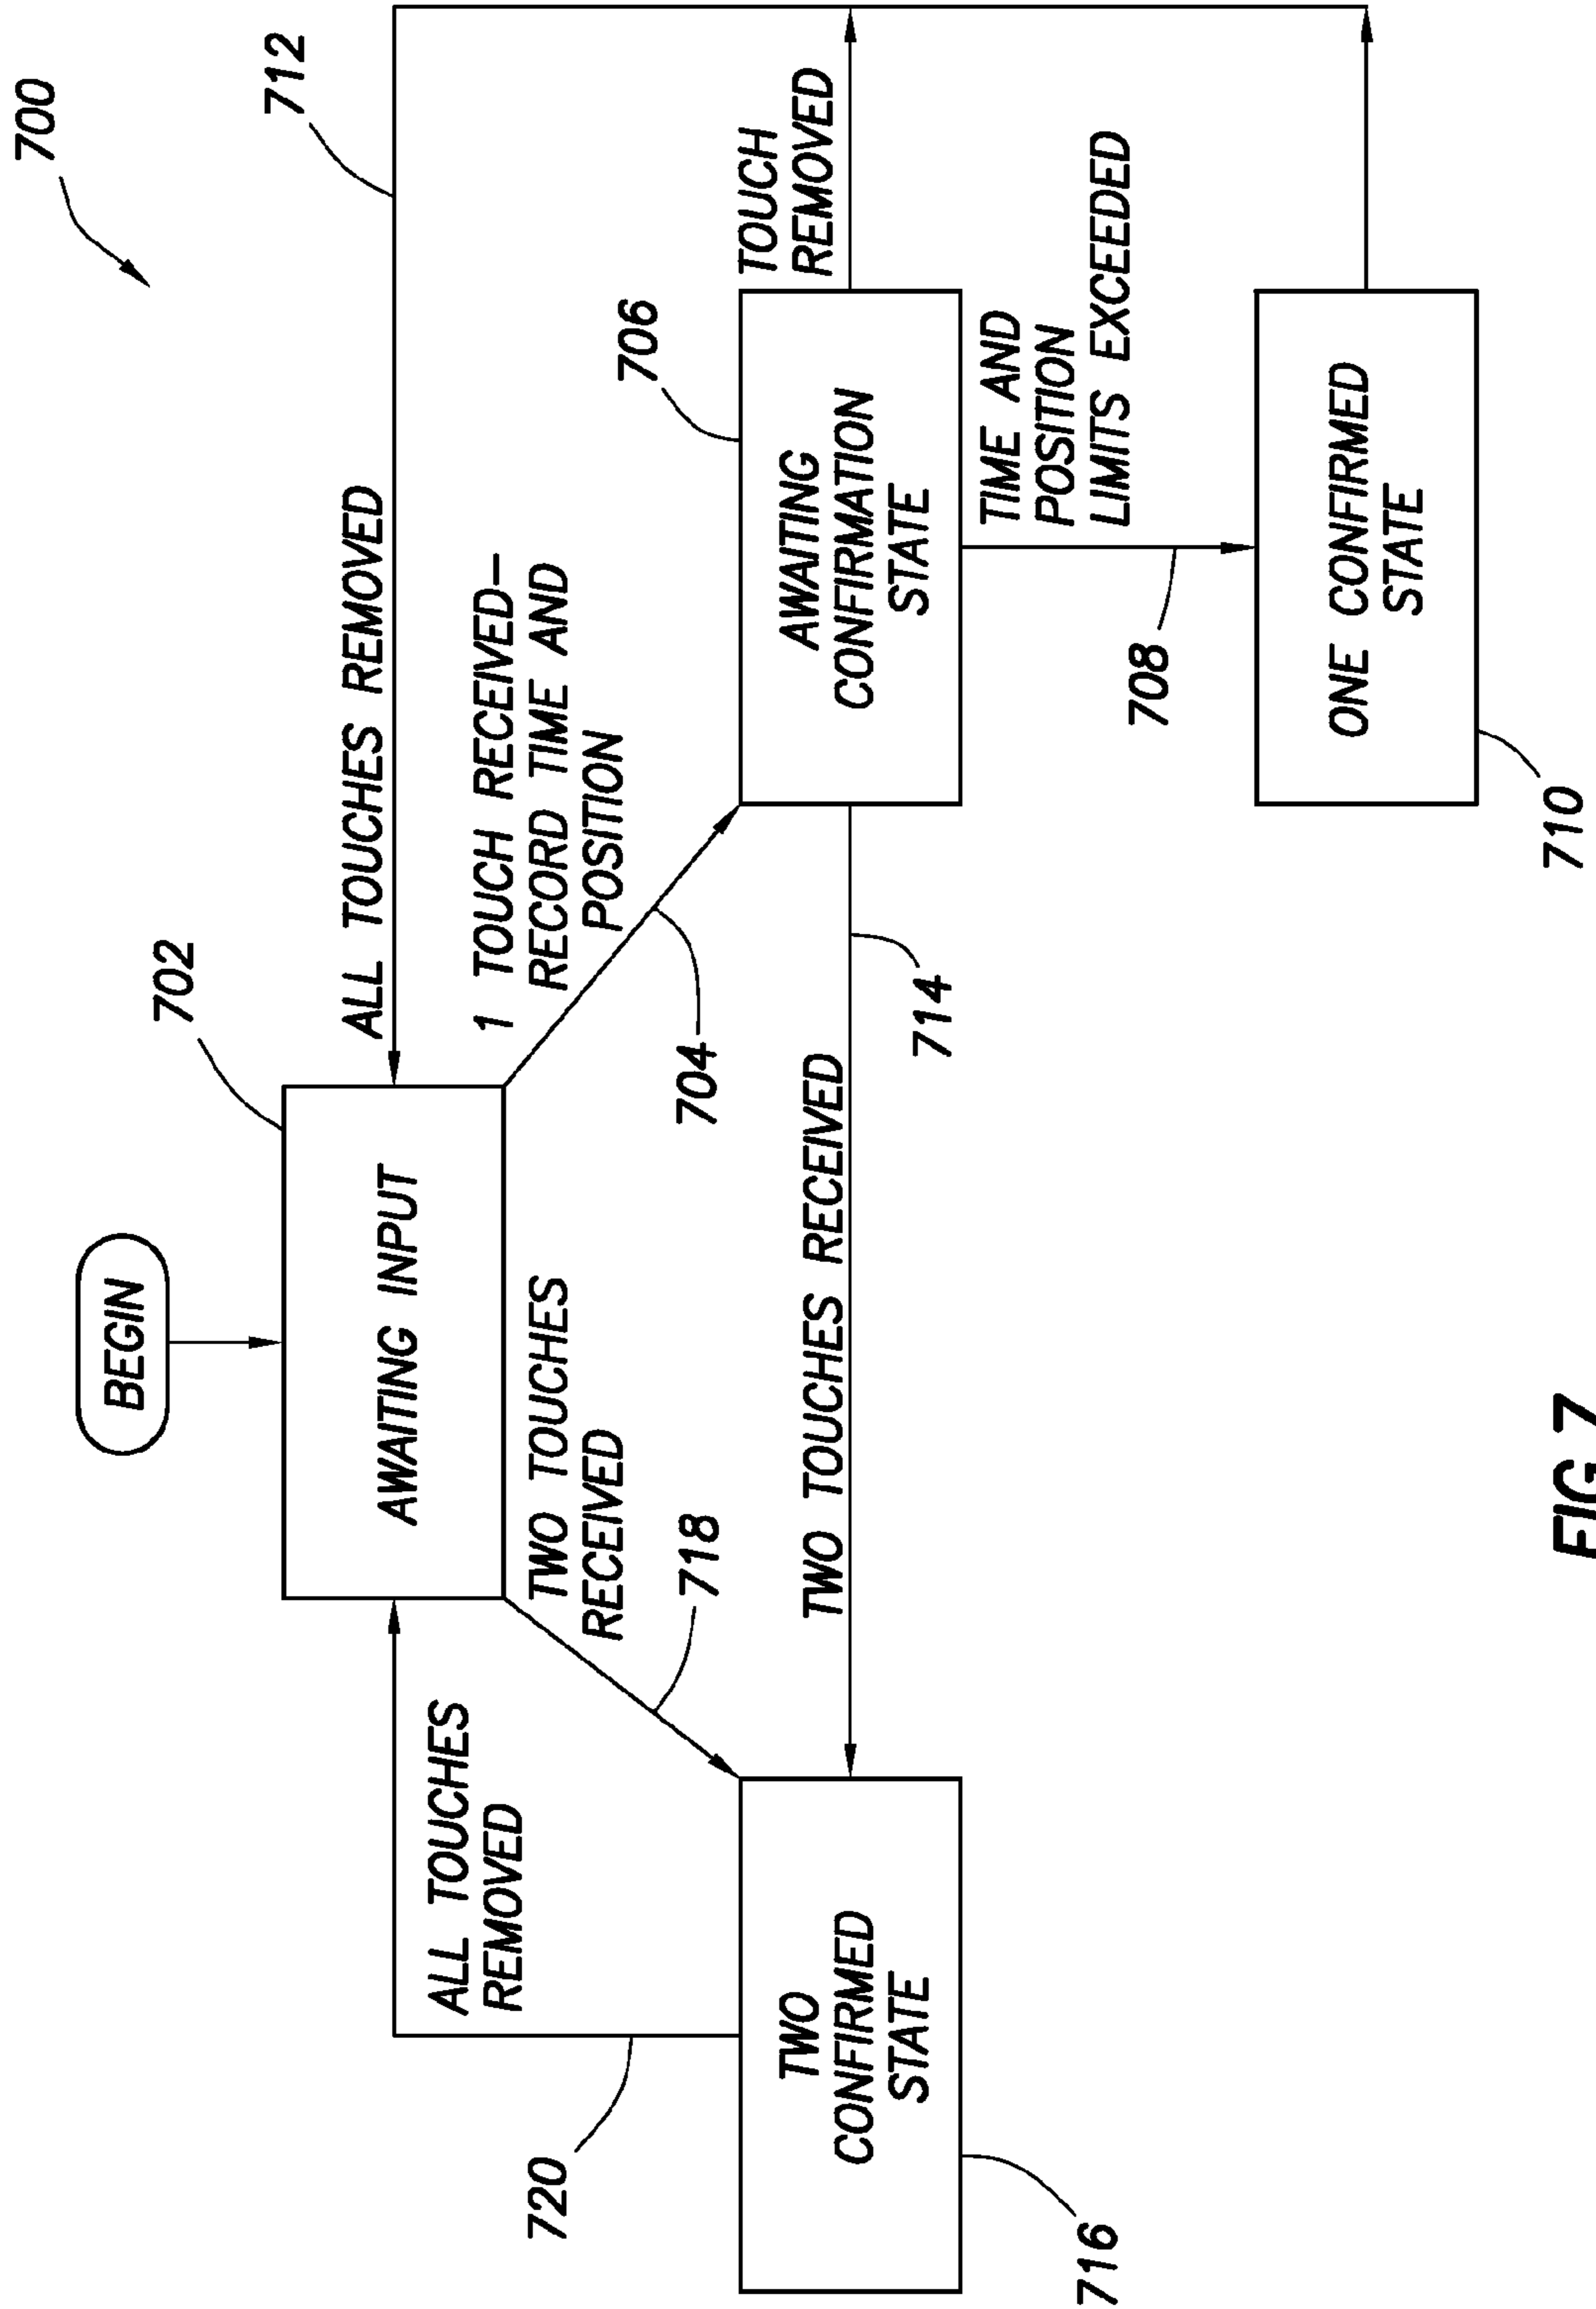 700
BEGIN
702
712
AWAITING INPUT
ALL TOUCHES REMOVED
ALL TOUCHES
REMOVED
720
TWO TOUCHES
RECEIVED
718
1 TOUCH RECEIVED–
RECORD TIME AND
POSITION
704
706
TWO
CONFIRMED
STATE
716
TWO TOUCHES RECEIVED
714
AWAITING
CONFIRMATION
STATE
TOUCH
REMOVED
708
TIME AND
POSITION
LIMITS EXCEEDED
ONE CONFIRMED
STATE
710
FIG.7